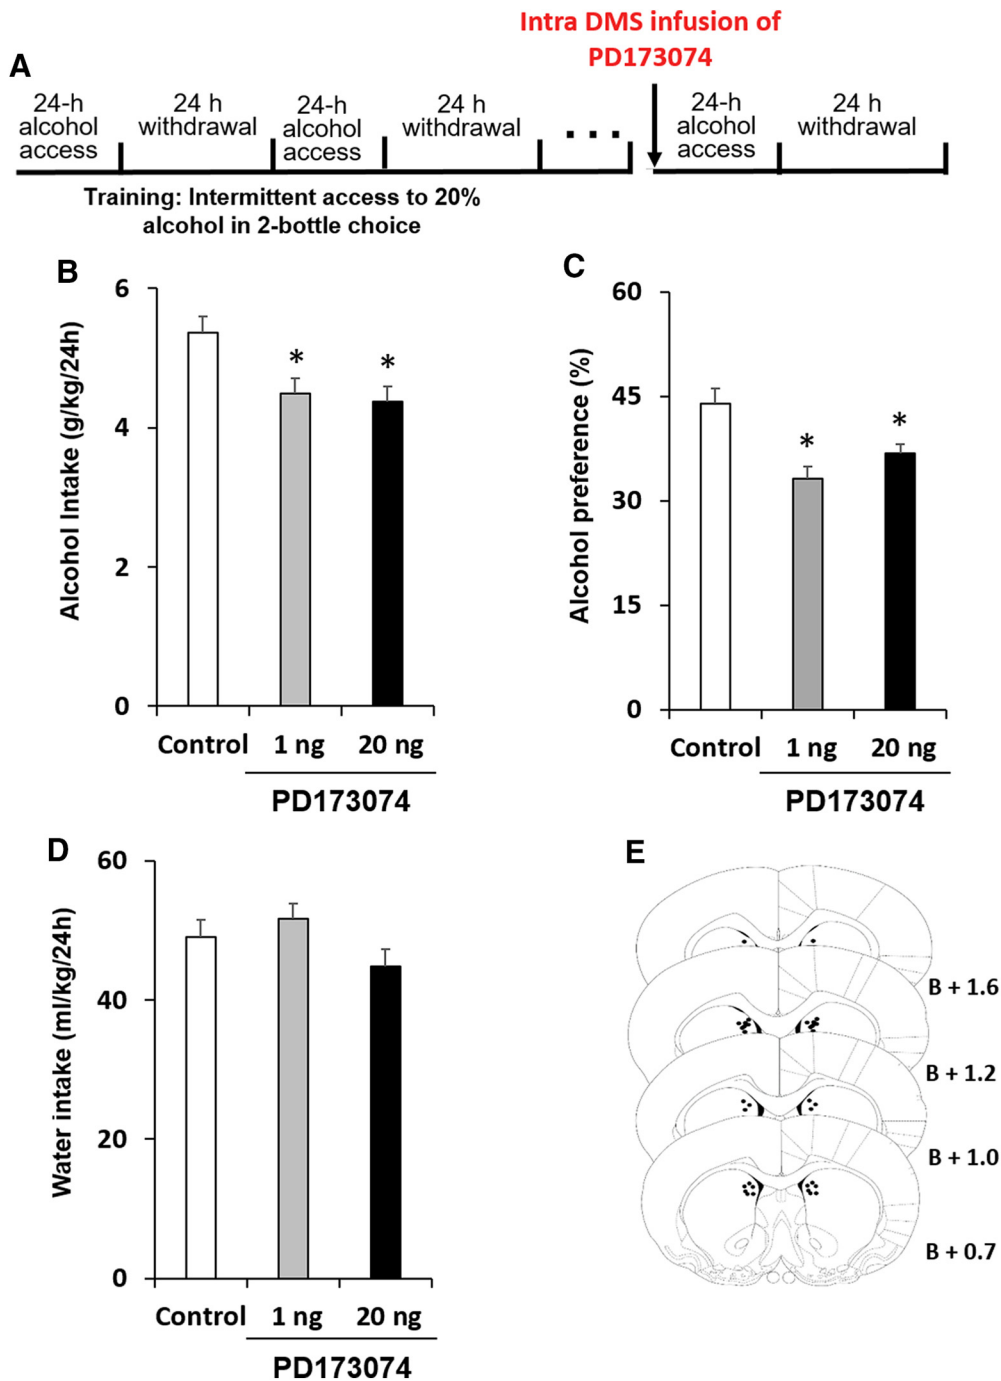 Intra DMS infusion of
PD173074
A
24-h
alcohol
access
24 h
withdrawal
24-h
alcohol
access
24 h
withdrawal
...
24-h
alcohol
access
24 h
withdrawal
Training: Intermittent access to 20%
alcohol in 2-bottle choice
B
Alcohol Intake (g/kg/24h)
6
4
2
0
*
*
Control 1 ng 20 ng
PD173074
C
Alcohol preference (%)
60
45
30
15
0
*
*
Control 1 ng 20 ng
PD173074
D
Water intake (ml/kg/24h)
60
40
20
0
Control 1 ng 20 ng
PD173074
E
B + 1.6
B + 1.2
B + 1.0
B + 0.7